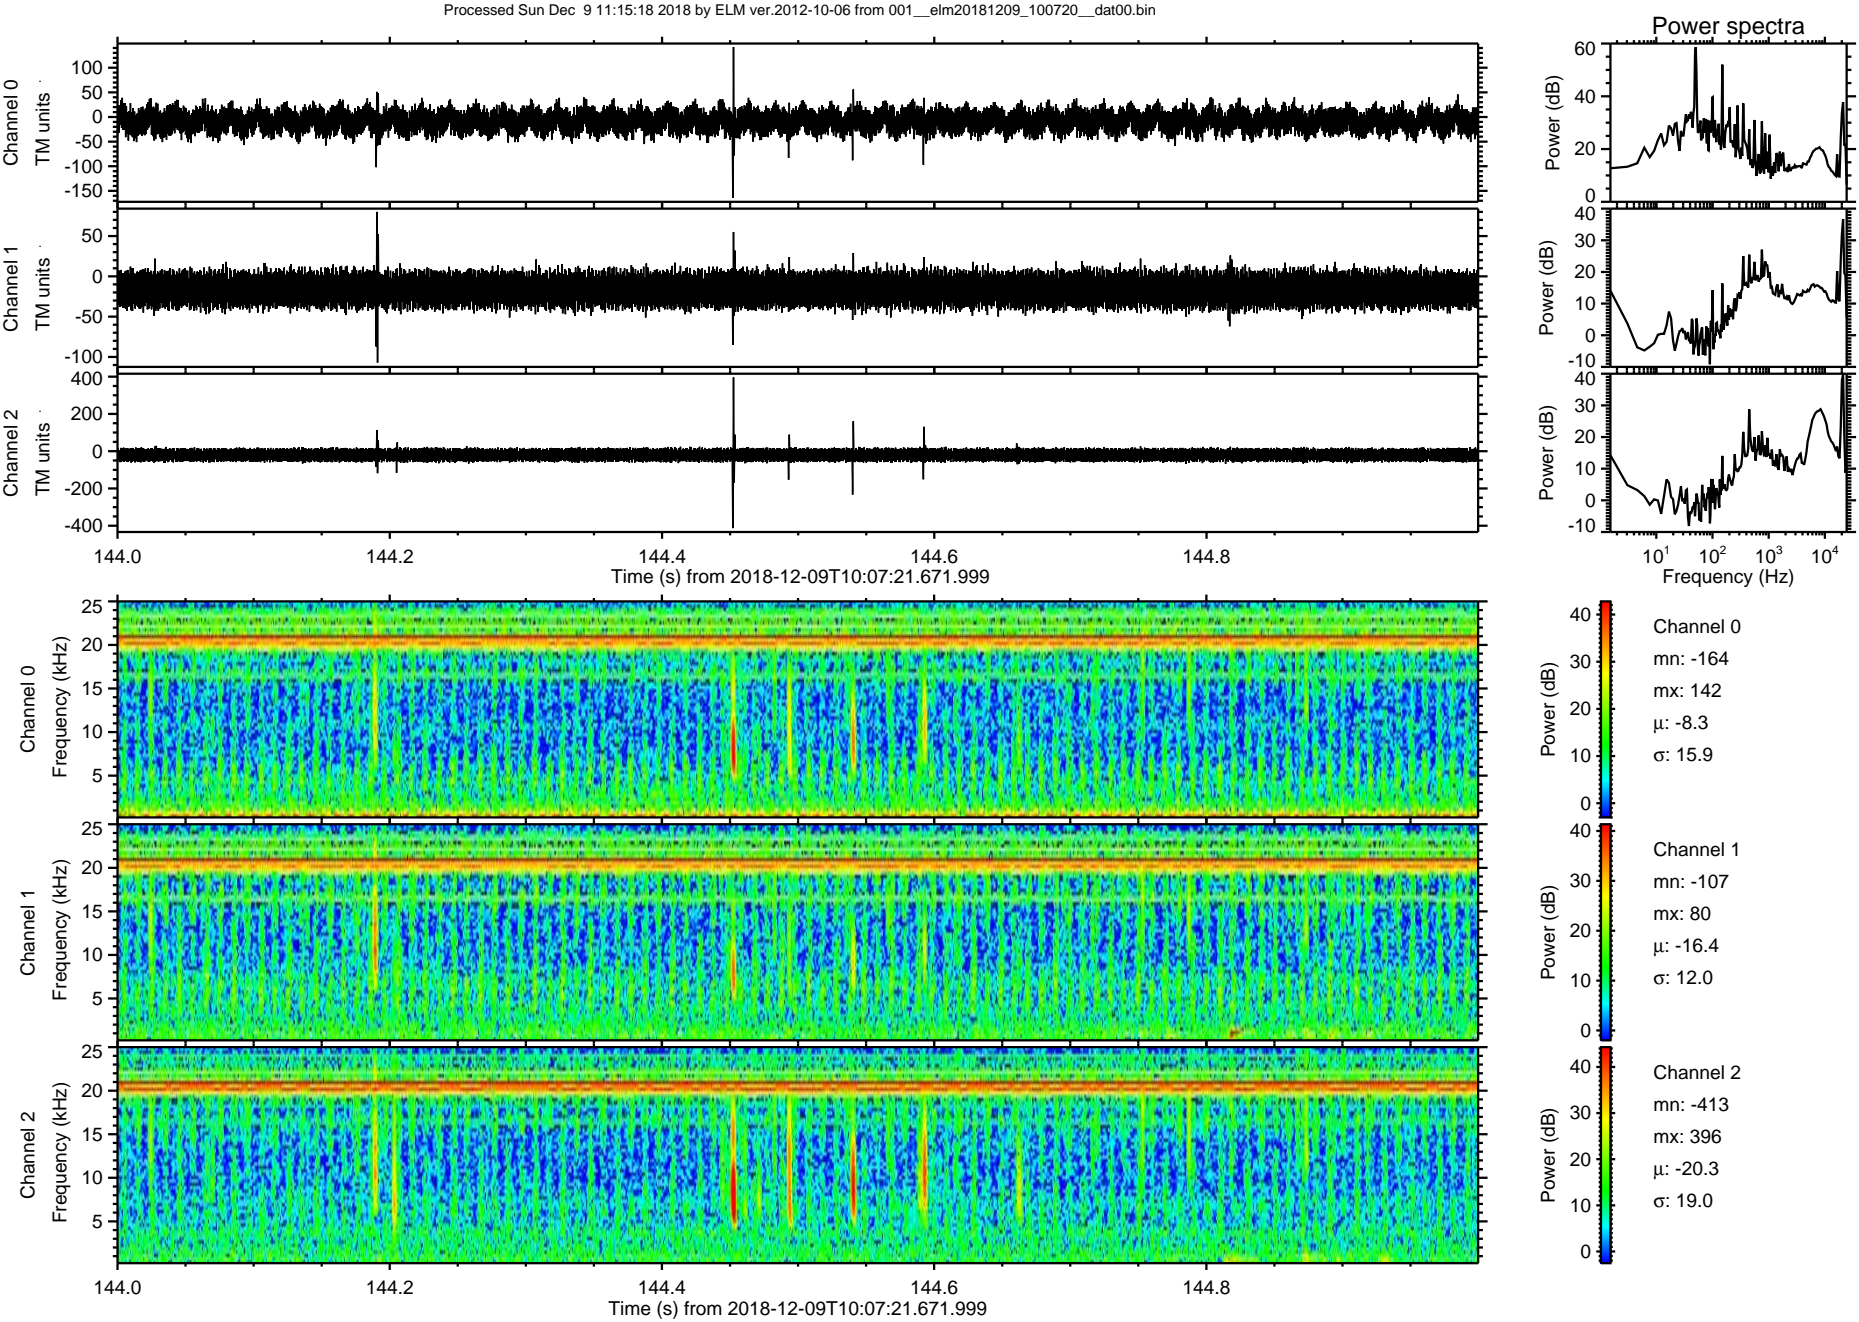 Processed Sun Dec  9 11:15:18 2018 by ELM ver.2012-10-06 from 001__elm20181209_100720__dat00.bin
Power spectra
Channel 0
TM units
100
50
0
-50
-100
-150
Power (dB)
60
40
20
0
Channel 1
TM units
50
0
-50
-100
Power (dB)
40
30
20
10
0
-10
Channel 2
TM units
400
200
0
-200
-400
Power (dB)
40
30
20
10
0
-10
144.0 144.2 144.4 144.6 144.8
Time (s) from 2018-12-09T10:07:21.671.999
10¹ 10² 10³ 10⁴
Frequency (Hz)
Channel 0
Frequency (kHz)
25
20
15
10
5
Power (dB)
40
30
20
10
0
Channel 0
mn: -164
mx: 142
μ: -8.3
σ: 15.9
Channel 1
Frequency (kHz)
25
20
15
10
5
Power (dB)
40
30
20
10
0
Channel 1
mn: -107
mx: 80
μ: -16.4
σ: 12.0
Channel 2
Frequency (kHz)
25
20
15
10
5
Power (dB)
40
30
20
10
0
Channel 2
mn: -413
mx: 396
μ: -20.3
σ: 19.0
144.0 144.2 144.4 144.6 144.8
Time (s) from 2018-12-09T10:07:21.671.999